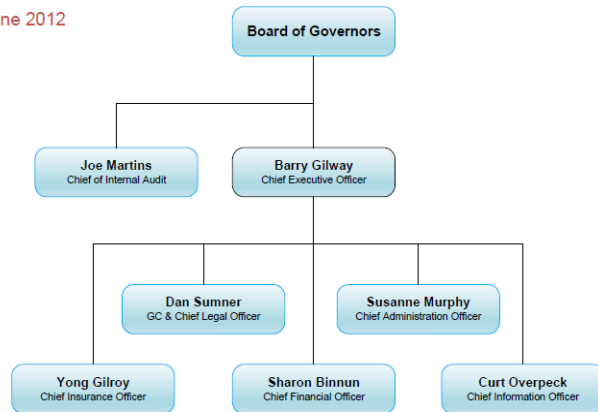 ne 2012
Board of Governors
Joe Martins
Chief of Internal Audit
Barry Gilway
Chief Executive Officer
Dan Sumner
GC & Chief Legal Officer
Susanne Murphy
Chief Administration Officer
Yong Gilroy
Chief Insurance Officer
Sharon Binnun
Chief Financial Officer
Curt Overpeck
Chief Information Officer